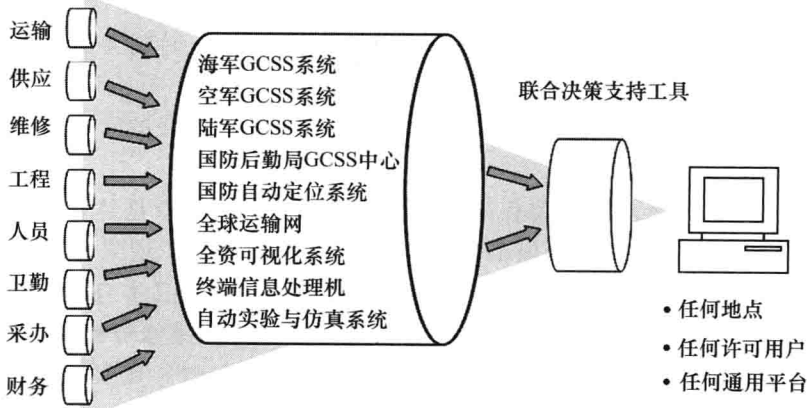 运输
供应
维修
工程
人员
卫勤
采办
财务
海军GCSS系统
空军GCSS系统
陆军GCSS系统
国防后勤局GCSS中心
国防自动定位系统
全球运输网
全资可视化系统
终端信息处理机
自动实验与仿真系统
联合决策支持工具
• 任何地点
• 任何许可用户
• 任何通用平台